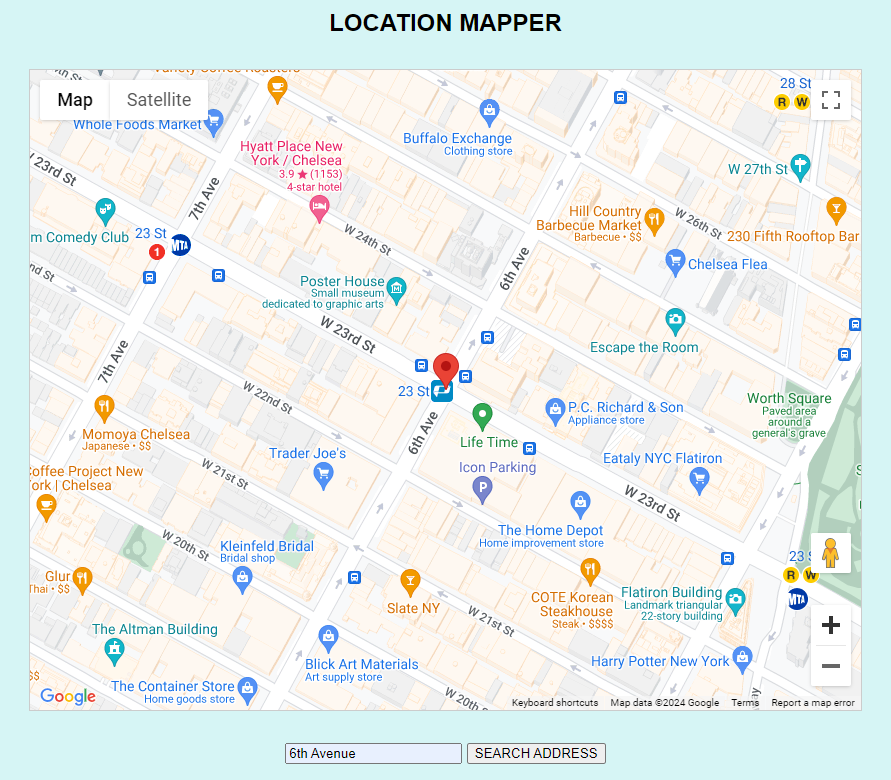 LOCATION MAPPER
Map
Satellite
Whole Foods Market
28 St
R W
Buffalo Exchange
Clothing store
Hyatt Place New
York / Chelsea
3.9 ★ (1153)
4-star hotel
W 27th St
W 23rd St
7th Ave
Hill Country
Barbecue Market
Barbecue • $$
W 26th St
230 Fifth Rooftop Bar
m Comedy Club
23 St
MTA
1
W 24th St
6th Ave
Chelsea Flea
Poster House
Small museum
dedicated to graphic arts
W 23rd St
Escape the Room
7th Ave
23 St
W 22nd St
6th Ave
P.C. Richard & Son
Appliance store
Worth Square
Paved area
around a
general's grave
Momoya Chelsea
Japanese • $$
Life Time
Trader Joe's
Icon Parking
P
Eataly NYC Flatiron
Coffee Project New
York | Chelsea
W 21st St
W 23rd St
The Home Depot
Home improvement store
W 20th St
Kleinfeld Bridal
Bridal shop
23 S
R W
MTA
Glur
Thai • $$
Slate NY
COTE Korean
Steakhouse
Steak • $$$$
Flatiron Building
Landmark triangular
22-story building
W 21st St
The Altman Building
Blick Art Materials
Art supply store
Harry Potter New York
$$
The Container Store
Home goods store
W 20th
Google
Keyboard shortcuts
Map data ©2024 Google
Terms
Report a map error
6th Avenue
SEARCH ADDRESS